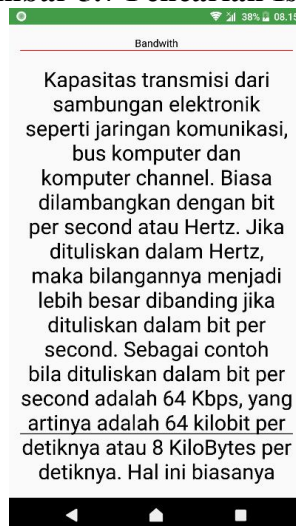 38% 08.15
Bandwith
Kapasitas transmisi dari
sambungan elektronik
seperti jaringan komunikasi,
bus komputer dan
komputer channel. Biasa
dilambangkan dengan bit
per second atau Hertz. Jika
dituliskan dalam Hertz,
maka bilangannya menjadi
lebih besar dibanding jika
dituliskan dalam bit per
second. Sebagai contoh
bila dituliskan dalam bit per
second adalah 64 Kbps, yang
artinya adalah 64 kilobit per
detiknya atau 8 KiloBytes per
detiknya. Hal ini biasanya